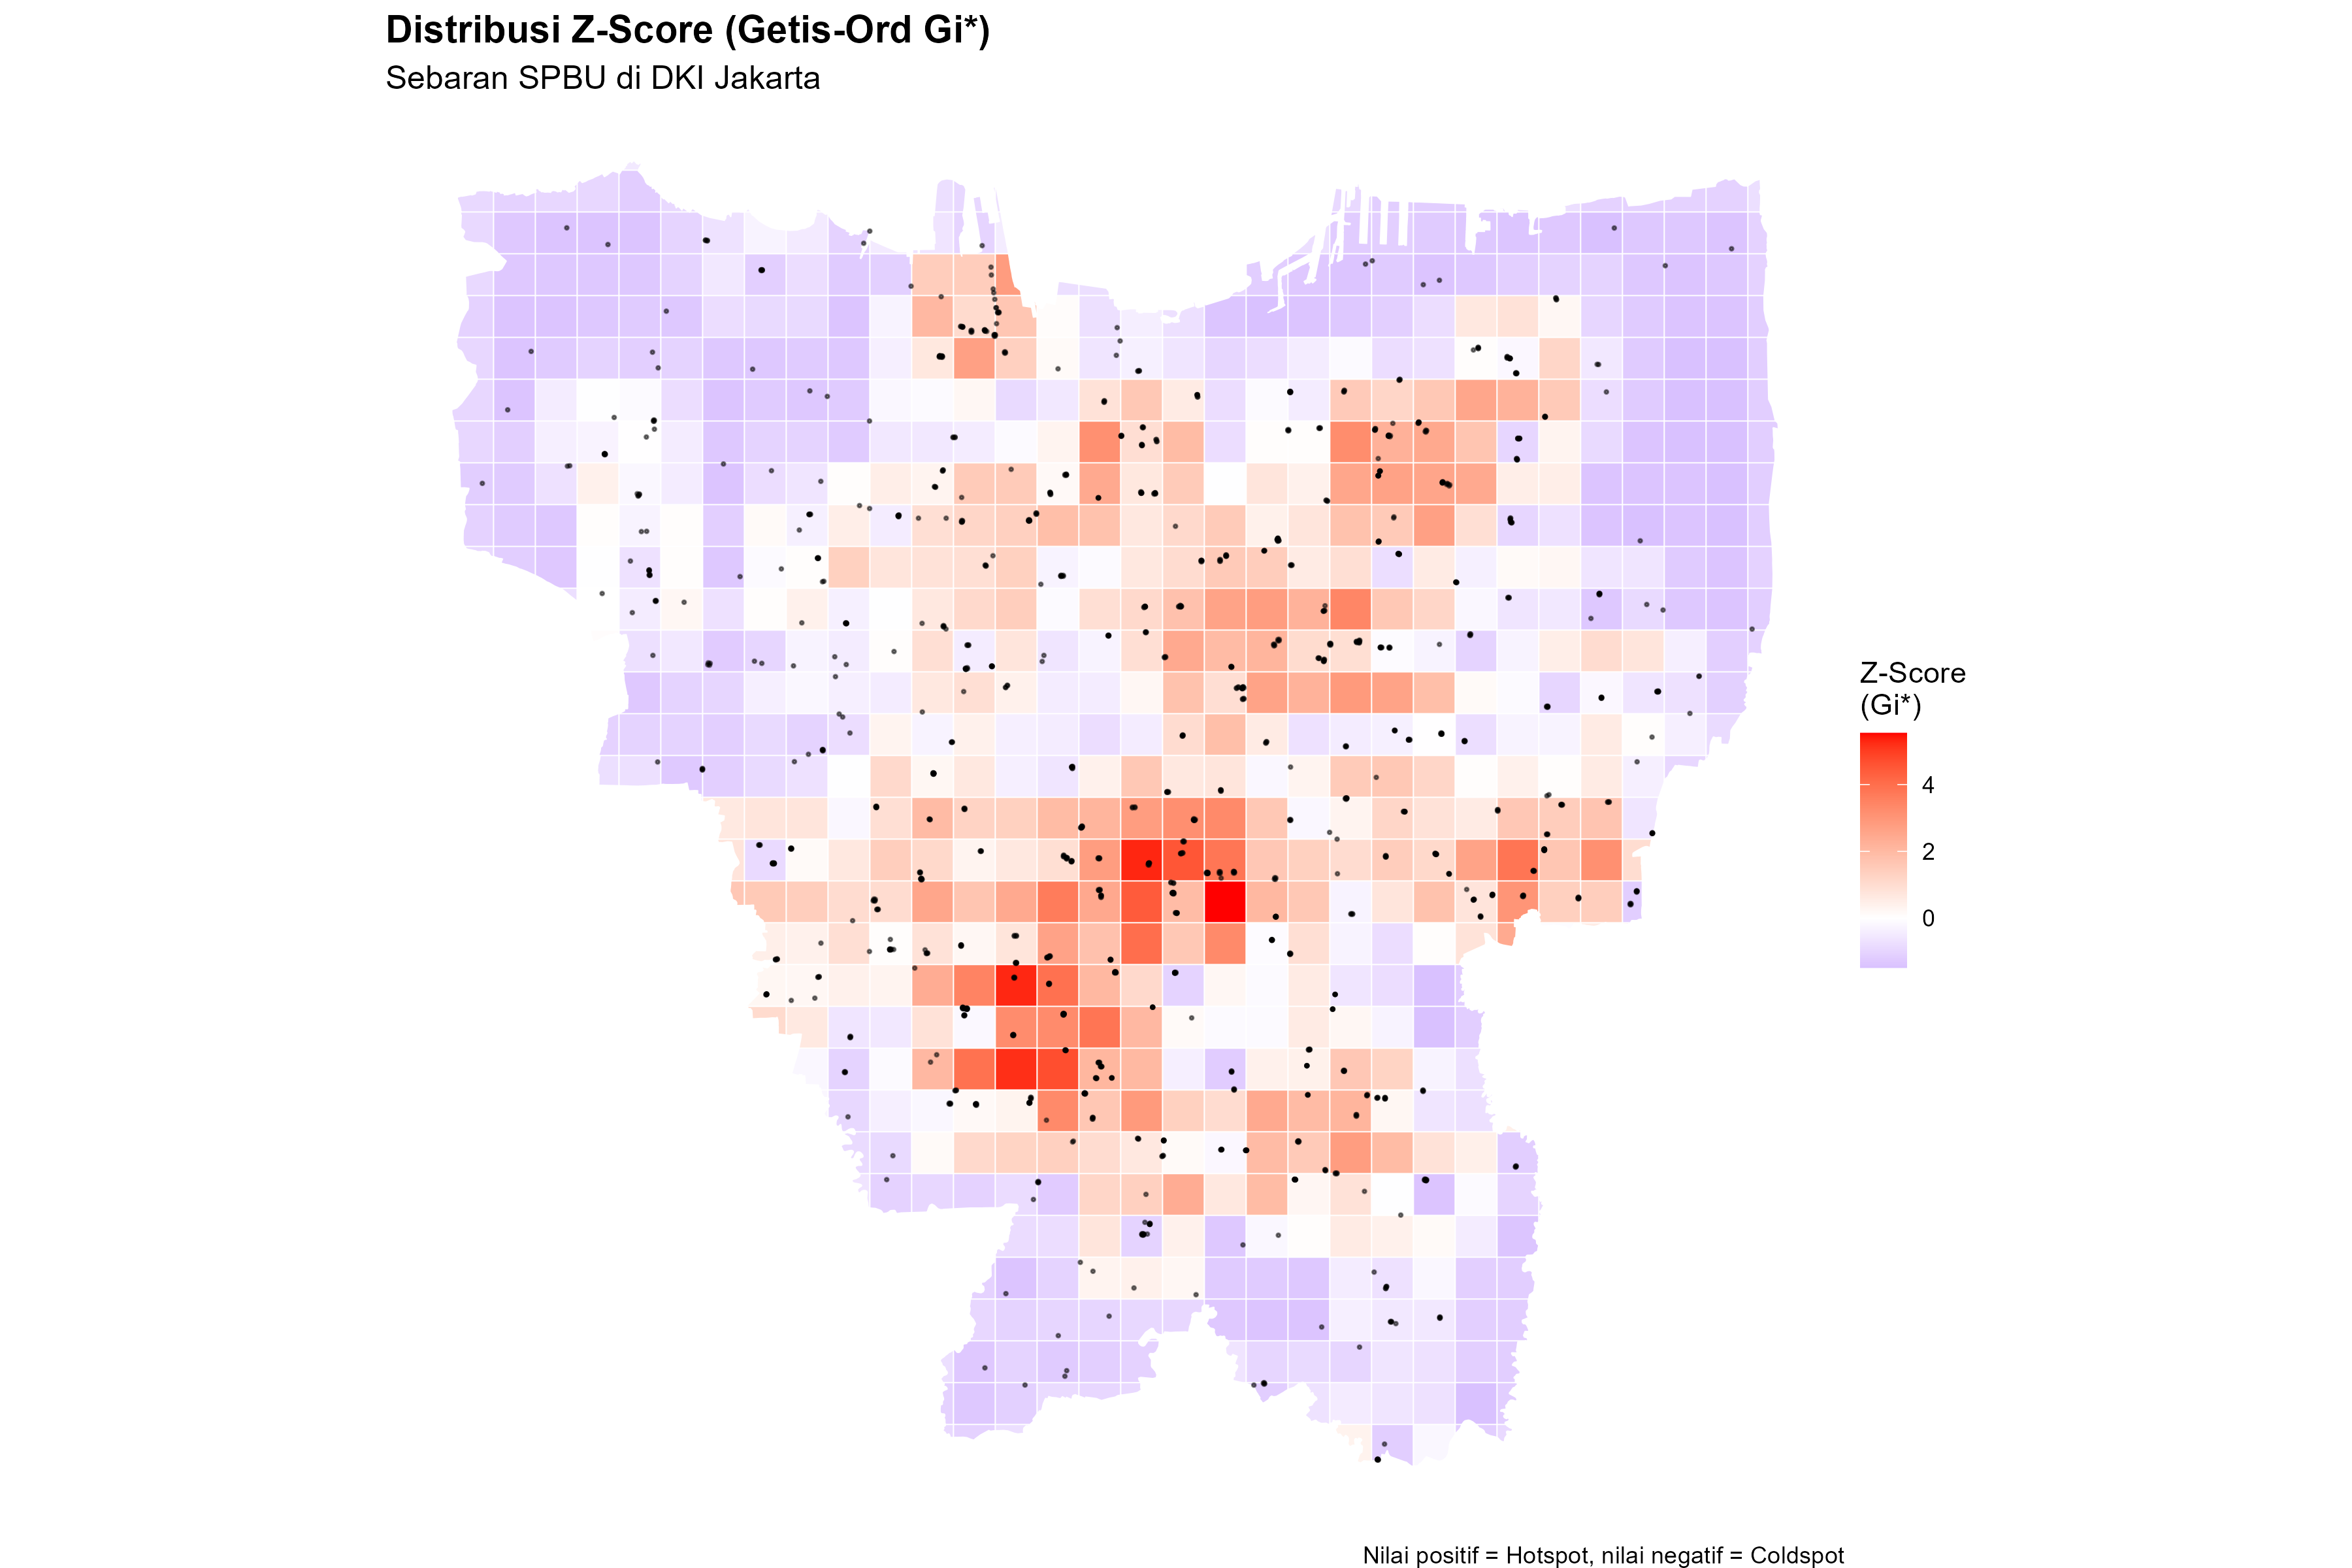 Distribusi Z-Score (Getis-Ord Gi*)
Sebaran SPBU di DKI Jakarta
Z-Score
(Gi*)
4
2
0
Nilai positif = Hotspot, nilai negatif = Coldspot